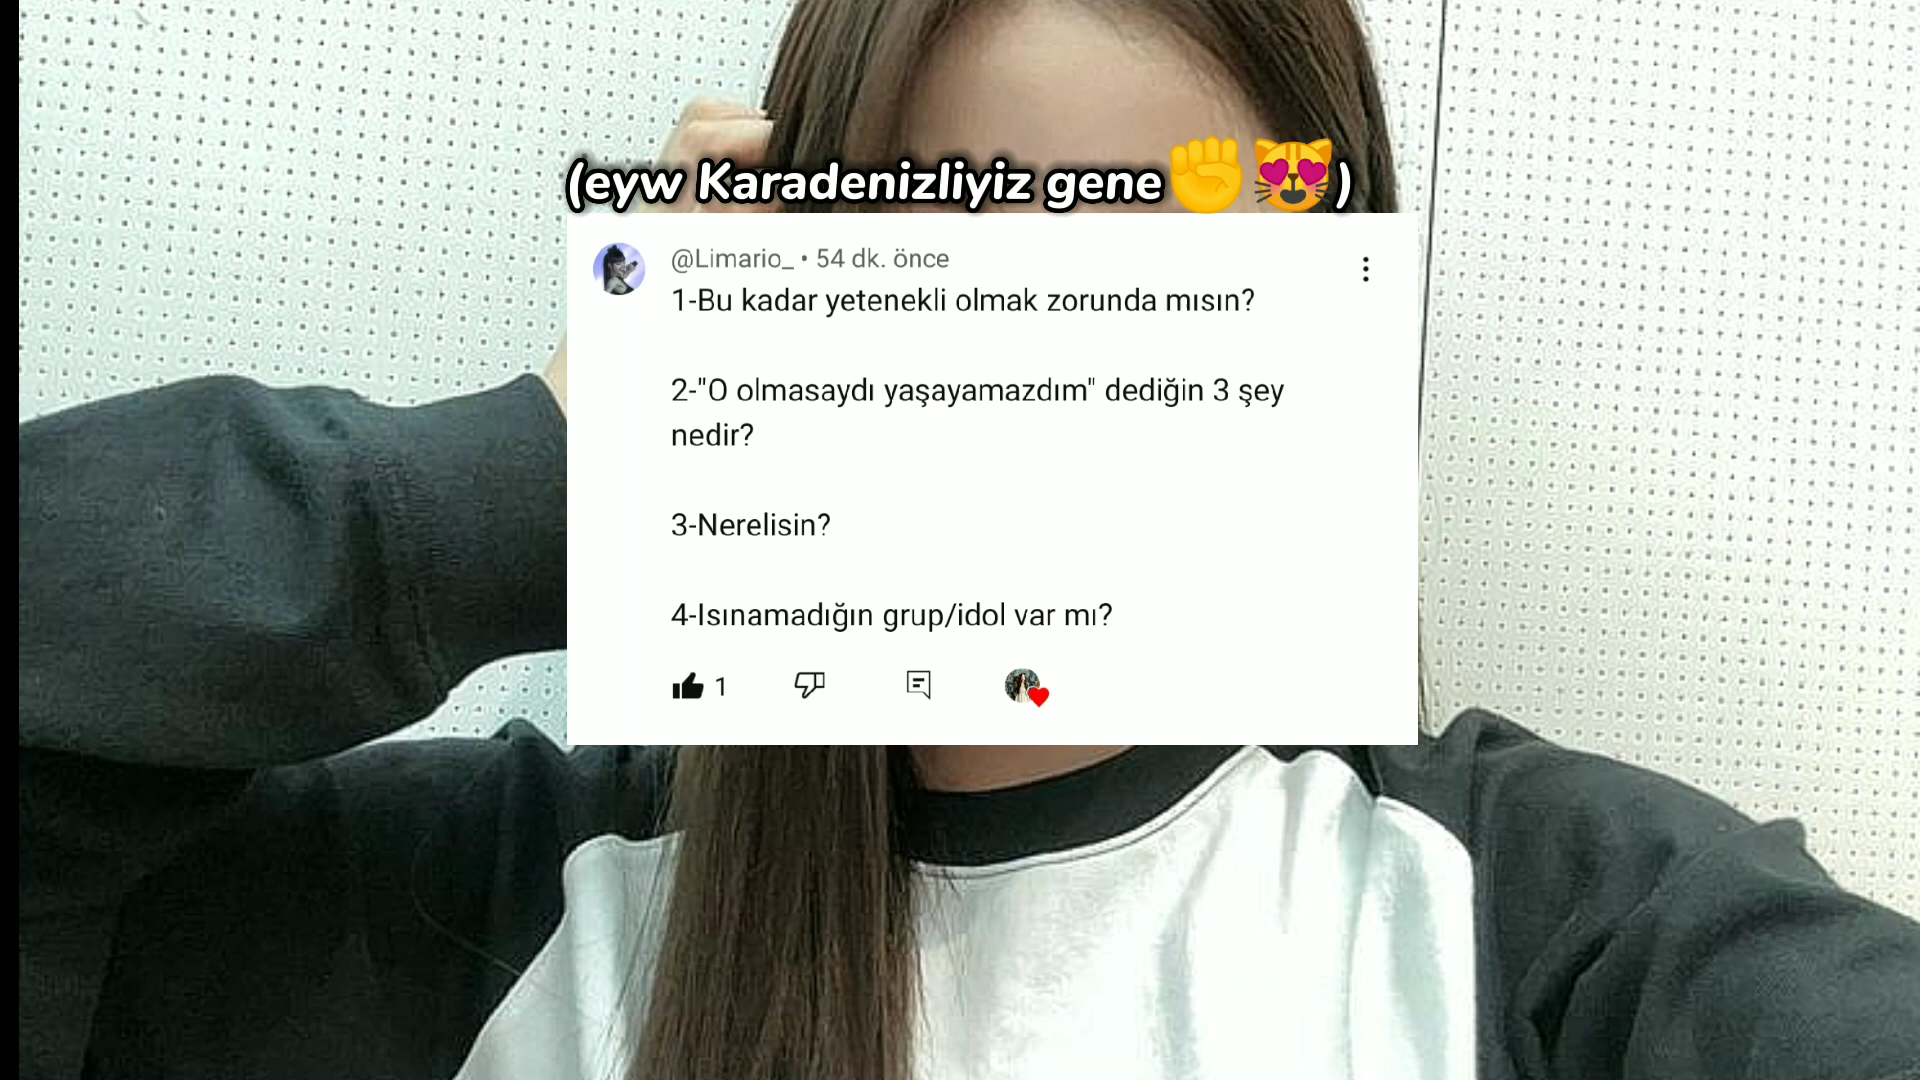 (eyw Karadenizliyiz gene✊😻)
@Limario_ • 54 dk. önce
1-Bu kadar yetenekli olmak zorunda mısın?
2-"O olmasaydı yaşayamazdım" dediğin 3 şey
nedir?
3-Nerelisin?
4-Isınamadığın grup/idol var mı?
1